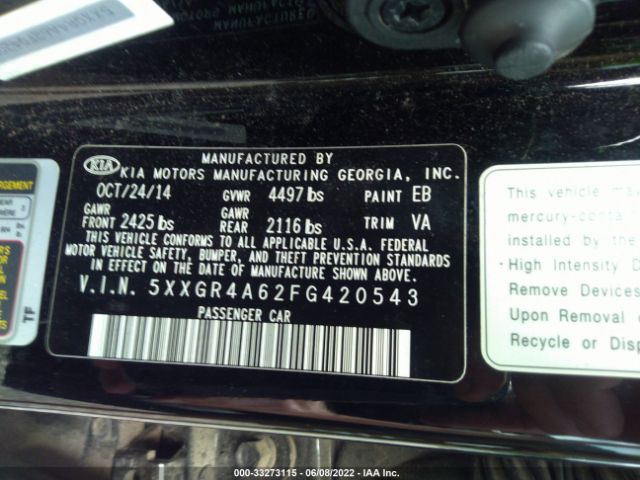 MANUFACTURED BY
KIA KIA MOTORS MANUFACTURING GEORGIA, INC.
OCT/24/14 GVWR 4497 lbs PAINT EB
GAWR FRONT 2425 lbs GAWR REAR 2116 lbs TRIM VA
THIS VEHICLE CONFORMS TO ALL APPLICABLE U.S.A. FEDERAL
MOTOR VEHICLE SAFETY, BUMPER, AND THEFT PREVENTION STANDARDS
IN EFFECT ON THE DATE OF MANUFACTURE SHOWN ABOVE.
V.I.N. 5XXGR4A62FG420543
PASSENGER CAR
TF
This vehicle
mercury-
installed by the
· High Intensity D
Remove Devices
Upon Removal
Recycle or Disp
000-33273115 - 06/08/2022 - IAA Inc.